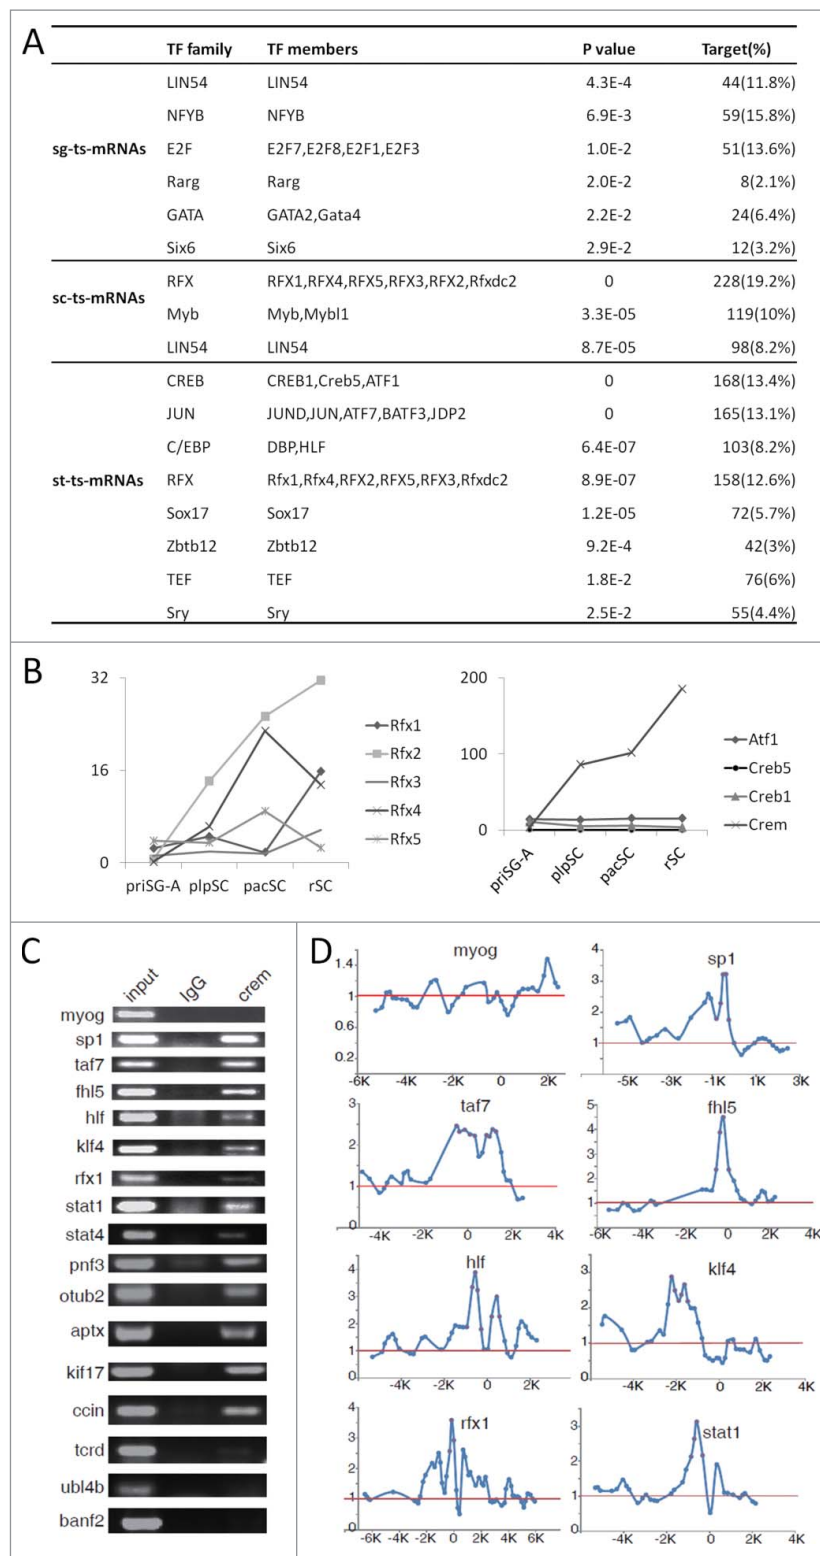 A
TF family TF members P value Target(%)
LIN54 LIN54 4.3E-4 44(11.8%)
NFYB NFYB 6.9E-3 59(15.8%)
sg-ts-mRNAs E2F E2F7,E2F8,E2F1,E2F3 1.0E-2 51(13.6%)
Rarg Rarg 2.0E-2 8(2.1%)
GATA GATA2,Gata4 2.2E-2 24(6.4%)
Six6 Six6 2.9E-2 12(3.2%)
RFX RFX1,RFX4,RFX5,RFX3,RFX2,Rfxdc2 0 228(19.2%)
sc-ts-mRNAs Myb Myb,Mybl1 3.3E-05 119(10%)
LIN54 LIN54 8.7E-05 98(8.2%)
CREB CREB1,Creb5,ATF1 0 168(13.4%)
JUN JUND,JUN,ATF7,BATF3,JDP2 0 165(13.1%)
C/EBP DBP,HLF 6.4E-07 103(8.2%)
st-ts-mRNAs RFX Rfx1,Rfx4,RFX2,RFX5,RFX3,Rfxdc2 8.9E-07 158(12.6%)
Sox17 Sox17 1.2E-05 72(5.7%)
Zbtb12 Zbtb12 9.2E-4 42(3%)
TEF TEF 1.8E-2 76(6%)
Sry Sry 2.5E-2 55(4.4%)
B
32
16
0
priSG-A plpSC pacSC rSC
Rfx1
Rfx2
Rfx3
Rfx4
Rfx5
200
100
0
priSG-A plpSC pacSC rSC
Atf1
Creb5
Creb1
Crem
C
input IgG crem
myog
sp1
taf7
fhl5
hlf
klf4
rfx1
stat1
stat4
pnf3
otub2
aptx
kif17
ccin
tcrd
ubl4b
banf2
D
myog
1.4
1
0.6
0.2
-6K -4K -2K 0 2K
sp1
4
3
2
1
-5K -3K -1K 1K 3K
taf7
3
2
1
0
-4K -2K 0 2K 4K
fhl5
5
4
3
2
1
0
-6K -4K -2K 0 2K 4K
hlf
4
3
2
1
0
-4K -2K 0 2K
klf4
3
2
1
0
-4K -2K 0 2K 4K
rfx1
4
3
2
1
0
-6K -4K -2K 0 2K 4K 6K
stat1
3
2
1
0
-4K -2K 0 2K 4K